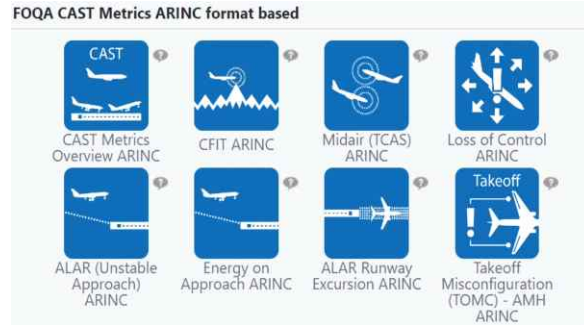 FOQA CAST Metrics ARINC format based
CAST
CAST Metrics
Overview ARINC
CFIT ARINC
Midair (TCAS)
ARINC
Loss of Control
ARINC
Takeoff
ALAR (Unstable
Approach)
ARINC
Energy on
Approach ARINC
ALAR Runway
Excursion ARINC
Takeoff
Misconfiguration
(TOMC) - AMH
ARINC